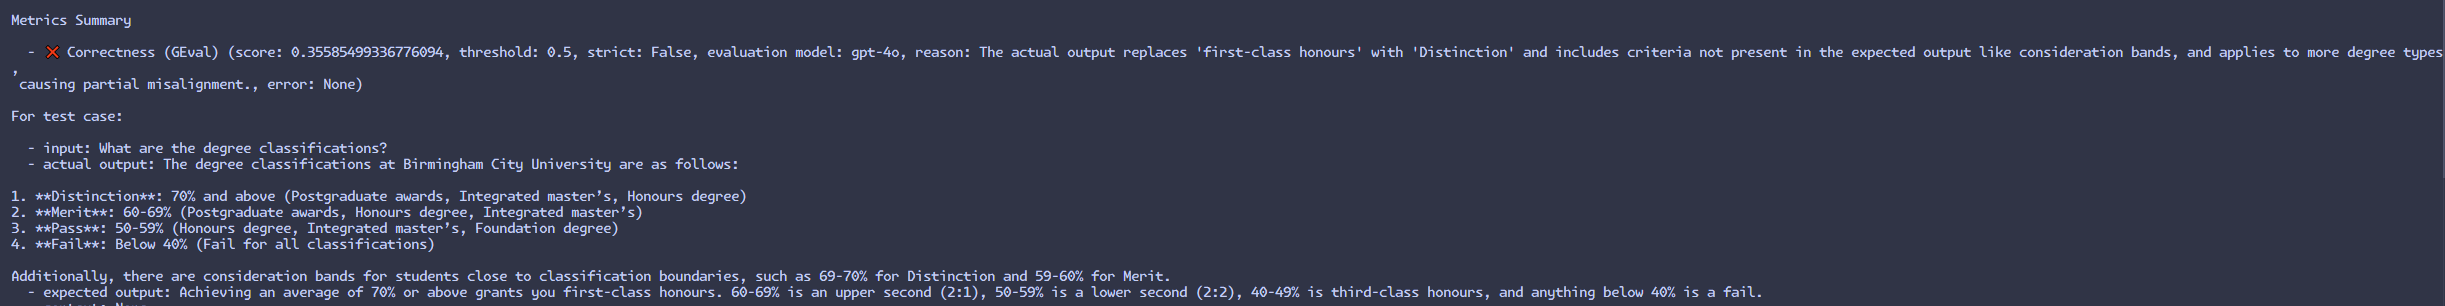 Metrics Summary
- ❌ Correctness (GEval) (score: 0.35585499336776094, threshold: 0.5, strict: False, evaluation model: gpt-4o, reason: The actual output replaces 'first-class honours' with 'Distinction' and includes criteria not present in the expected output like consideration bands, and applies to more degree types
,
causing partial misalignment., error: None)
For test case:
- input: What are the degree classifications?
- actual output: The degree classifications at Birmingham City University are as follows:
1. **Distinction**: 70% and above (Postgraduate awards, Integrated master’s, Honours degree)
2. **Merit**: 60-69% (Postgraduate awards, Honours degree, Integrated master’s)
3. **Pass**: 50-59% (Honours degree, Integrated master’s, Foundation degree)
4. **Fail**: Below 40% (Fail for all classifications)
Additionally, there are consideration bands for students close to classification boundaries, such as 69-70% for Distinction and 59-60% for Merit.
- expected output: Achieving an average of 70% or above grants you first-class honours. 60-69% is an upper second (2:1), 50-59% is a lower second (2:2), 40-49% is third-class honours, and anything below 40% is a fail.